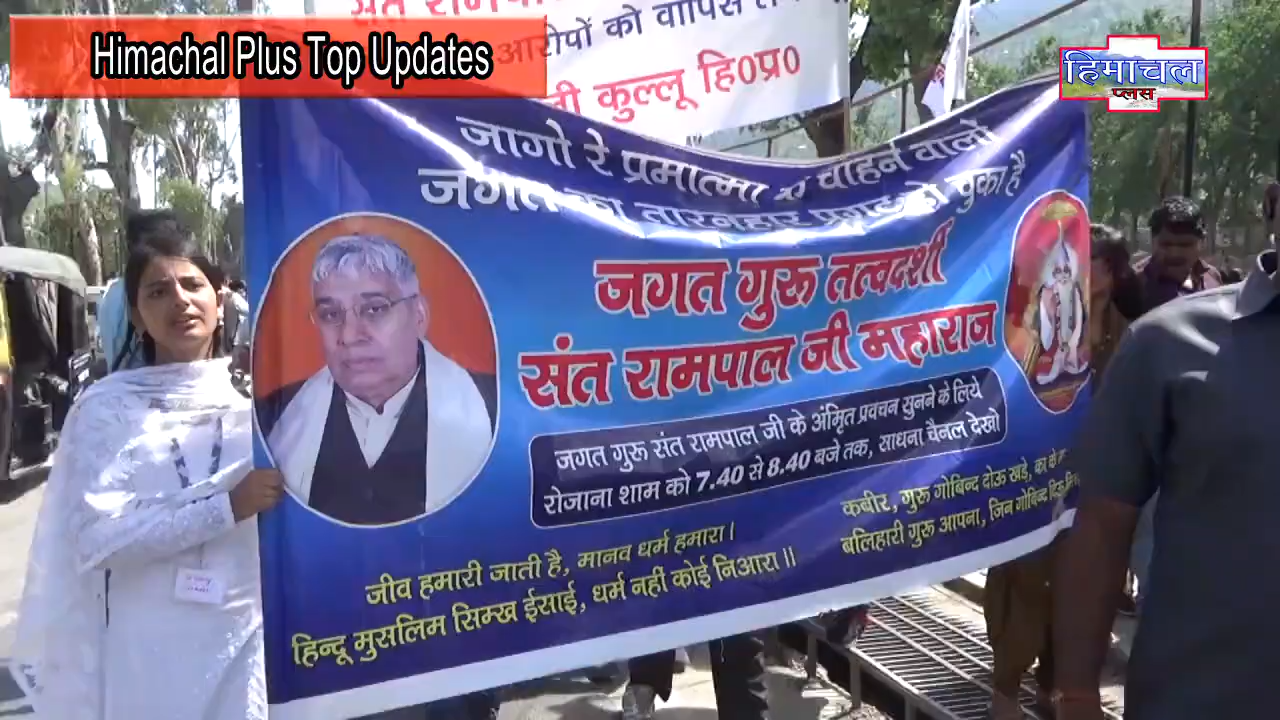 Himachal Plus Top Updates
हिमाचल
प्लस
संत
आरोपों को वापिस
कुल्लू हि0प्र0
जागो रे प्रमात्मा चाहने वालो
जगत का तारनहार प्रगट हो चुका है
जगत गुरू तत्वदर्शी
संत रामपाल जी महाराज
जगत गुरू संत रामपाल जी के अंम्रित प्रवचन सुनने के लिये
रोजाना शाम को 7.40 से 8.40 बजे तक, साधना चैनल देखो
जीव हमारी जाती है, मानव धर्म हमारा।
हिन्दू मुसलिम सिम्ख ईसाई, धर्म नहीं कोई निआरा॥
कबीर, गुरू गोबिन्द दोऊ खड़े, का के
बलिहारी गुरू आपना, जिन गोबिन्द दिऊ